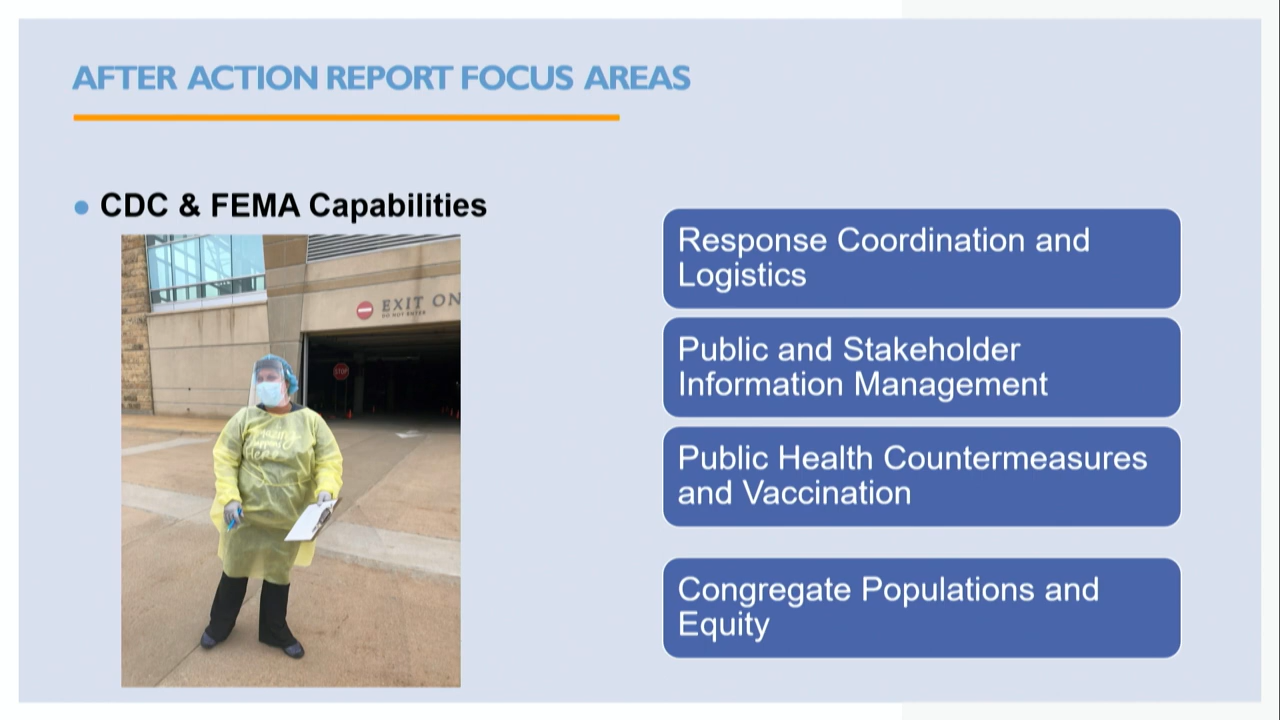 AFTER ACTION REPORT FOCUS AREAS
CDC & FEMA Capabilities
EXIT ON
DO NOT ENTER
STOP
Response Coordination and
Logistics
Public and Stakeholder
Information Management
Public Health Countermeasures
and Vaccination
Congregate Populations and
Equity